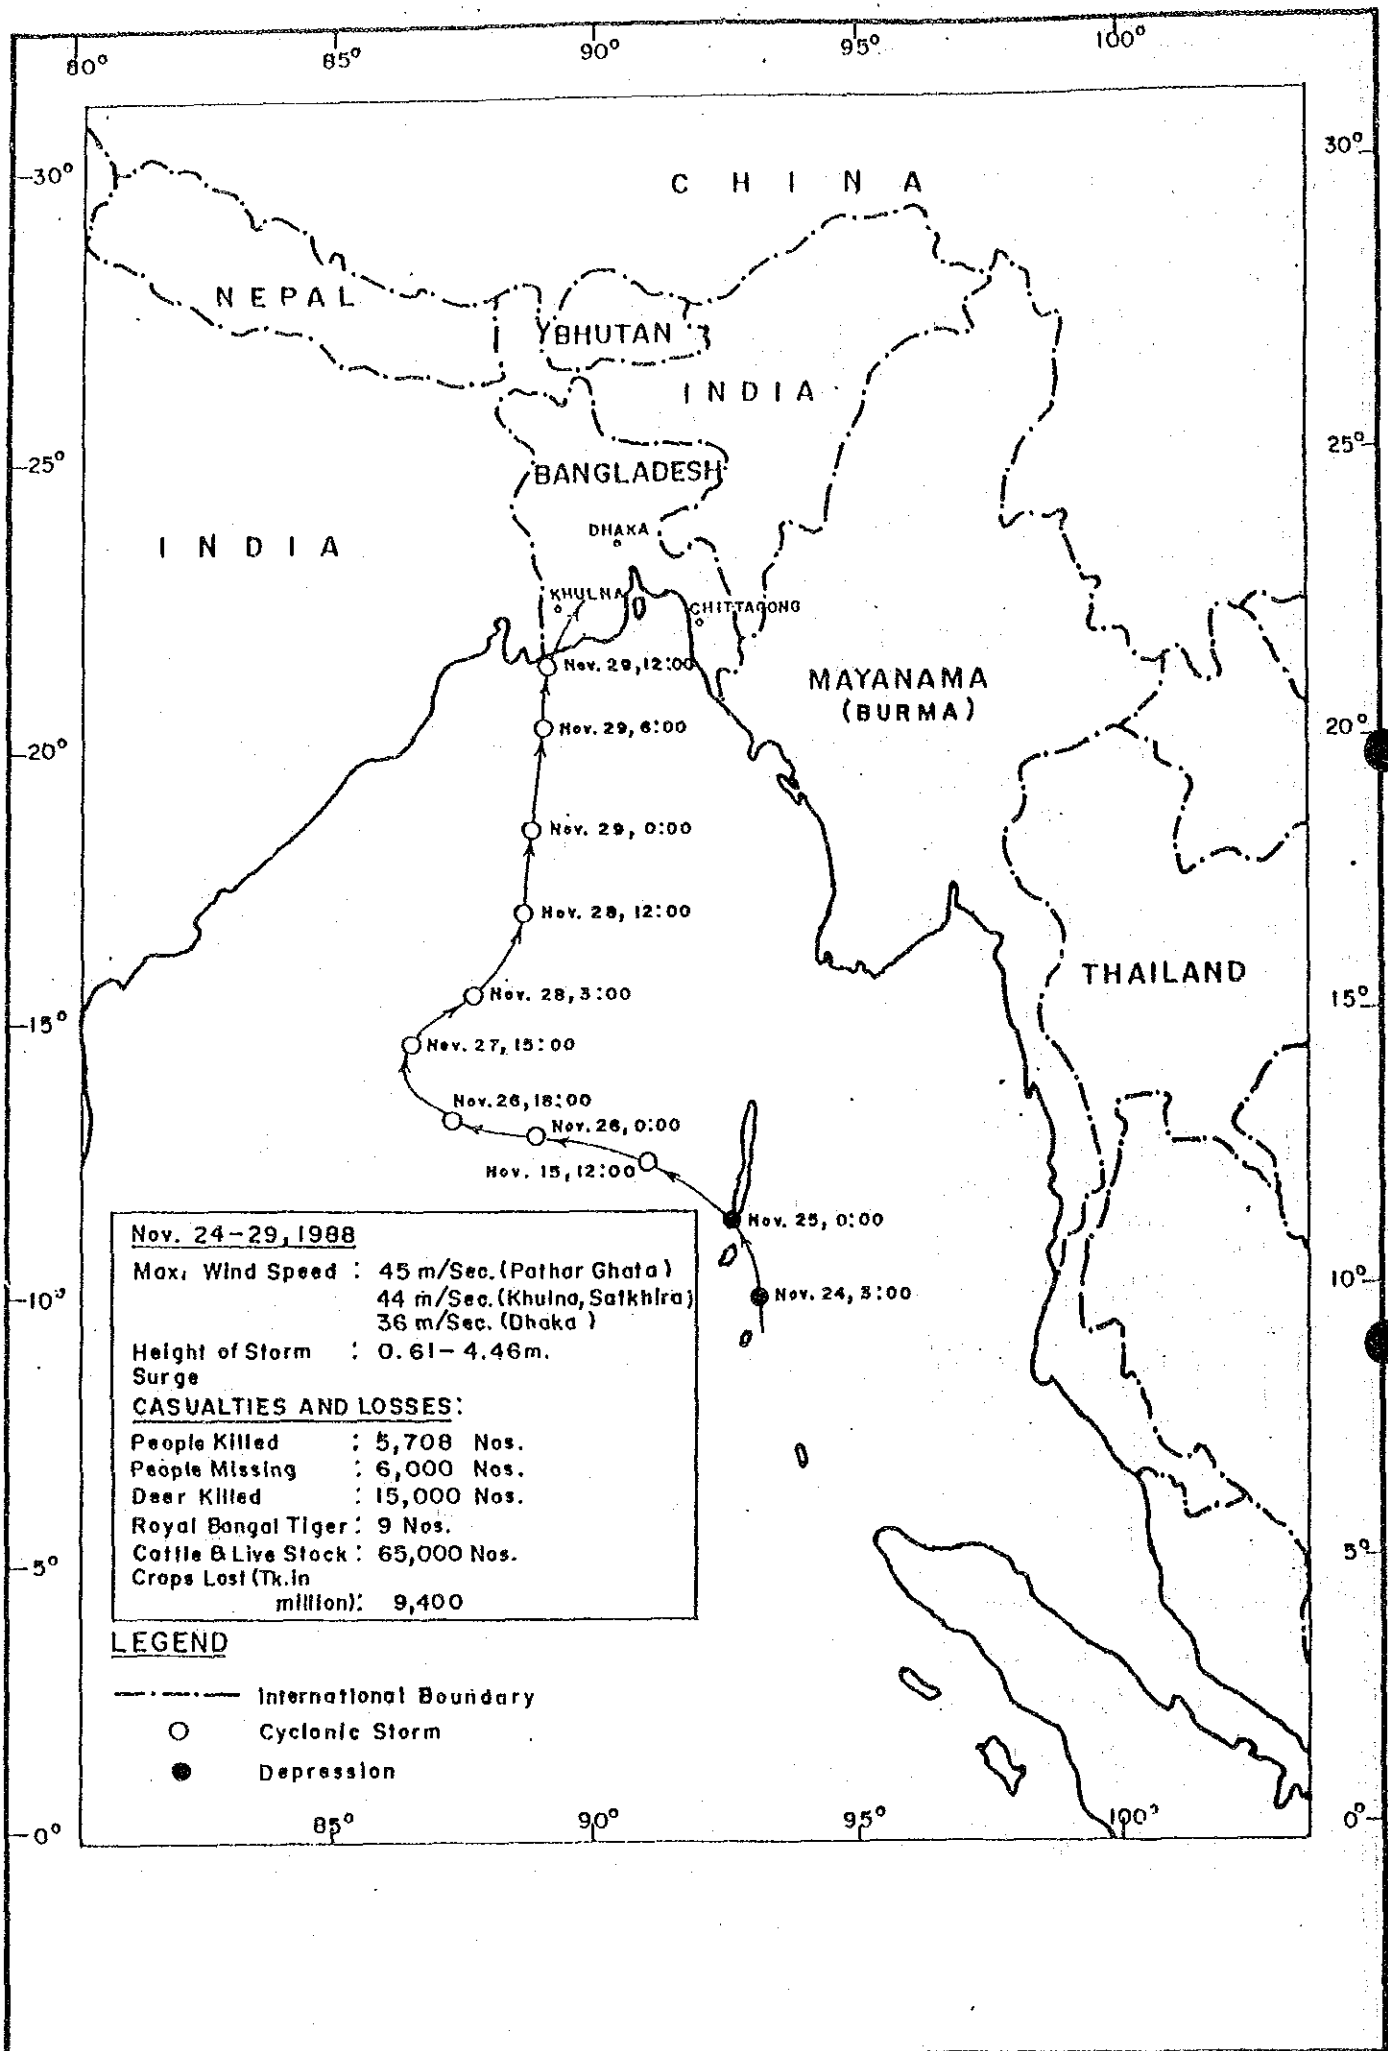 80° 85° 90° 95° 100°
30° 30°
C H I N A
NEPAL
BHUTAN
INDIA
25° 25°
BANGLADESH
DHAKA
I N D I A
KHULNA
CHITTAGONG
Nov. 29,12:00
MAYANAMA
(BURMA)
Nov. 29,6:00
20° 20°
Nov. 29, 0:00
Nov. 28, 12:00
THAILAND
Nov. 28,3:00
15° 15°
Nov. 27, 15:00
Nov.26,18:00
Nov.26,0:00
Nov. 15,12:00
Nov. 25, 0:00
Nov. 24,3:00
10° 10°
Nov. 24-29,1988
Max. Wind Speed : 45 m/Sec.(Pathar Ghata)
44 m/Sec.(Khulna,Satkhira)
36 m/Sec. (Dhaka )
Height of Storm : 0.61-4.46m.
Surge
CASUALTIES AND LOSSES:
People Killed : 5,708 Nos.
People Missing : 6,000 Nos.
Deer Killed : 15,000 Nos.
Royal Bangal Tiger: 9 Nos.
Cattle & Live Stock : 65,000 Nos.
Crops Lost (Tk.in
million): 9,400
5° 5°
LEGEND
International Boundary
Cyclonic Storm
Depression
85° 90° 95° 100°
0° 0°